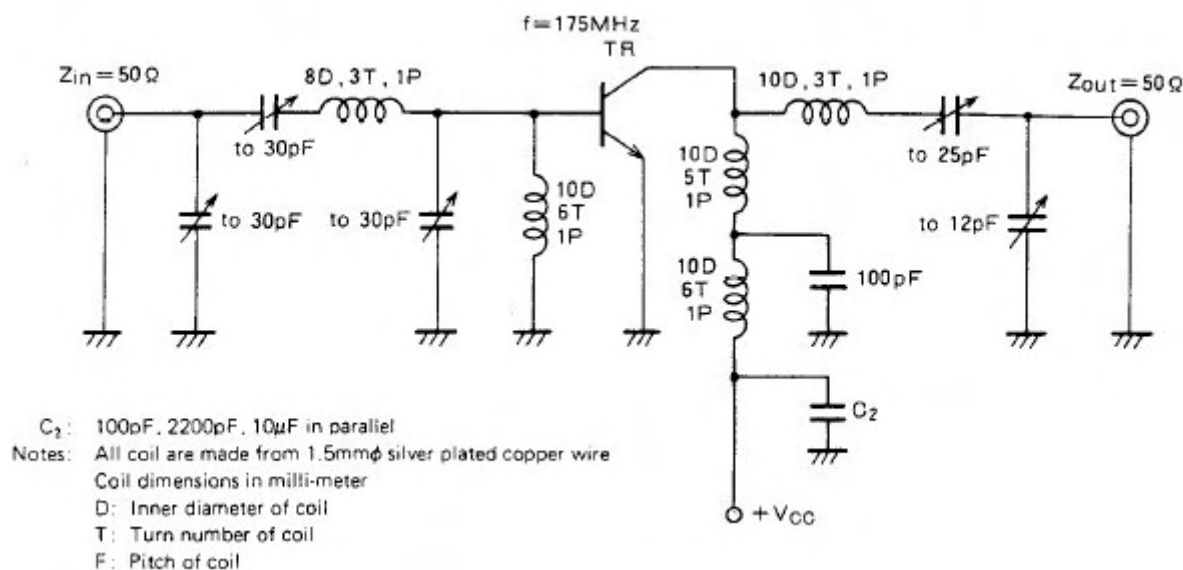 f=175MHz
TR
Zin=50Ω
8D,3T,1P
10D,3T,1P
Zout=50Ω
to 30pF
to 25pF
to 30pF
to 30pF
10D
6T
1P
10D
5T
1P
to 12pF
10D
6T
1P
100pF
C₂
+VCC
C₂: 100pF, 2200pF, 10μF in parallel
Notes: All coil are made from 1.5mmϕ silver plated copper wire
Coil dimensions in milli-meter
D: Inner diameter of coil
T: Turn number of coil
F: Pitch of coil